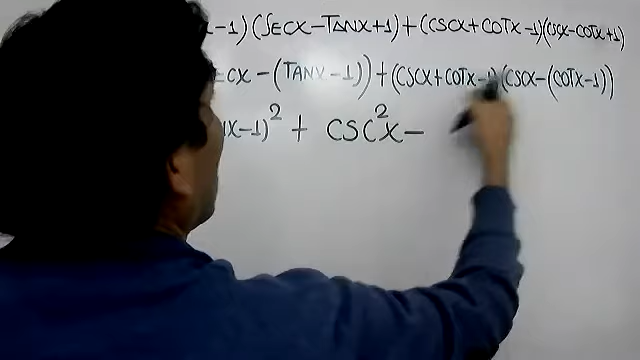 x-1)(SECX-TANX+1)+(CSCX+COTX-1)(CSCX-COTX+1)
CX-(TANX-1))+(CSCX+COTX-1)(CSCX-(COTX-1))
X-1)² + CSC²X-